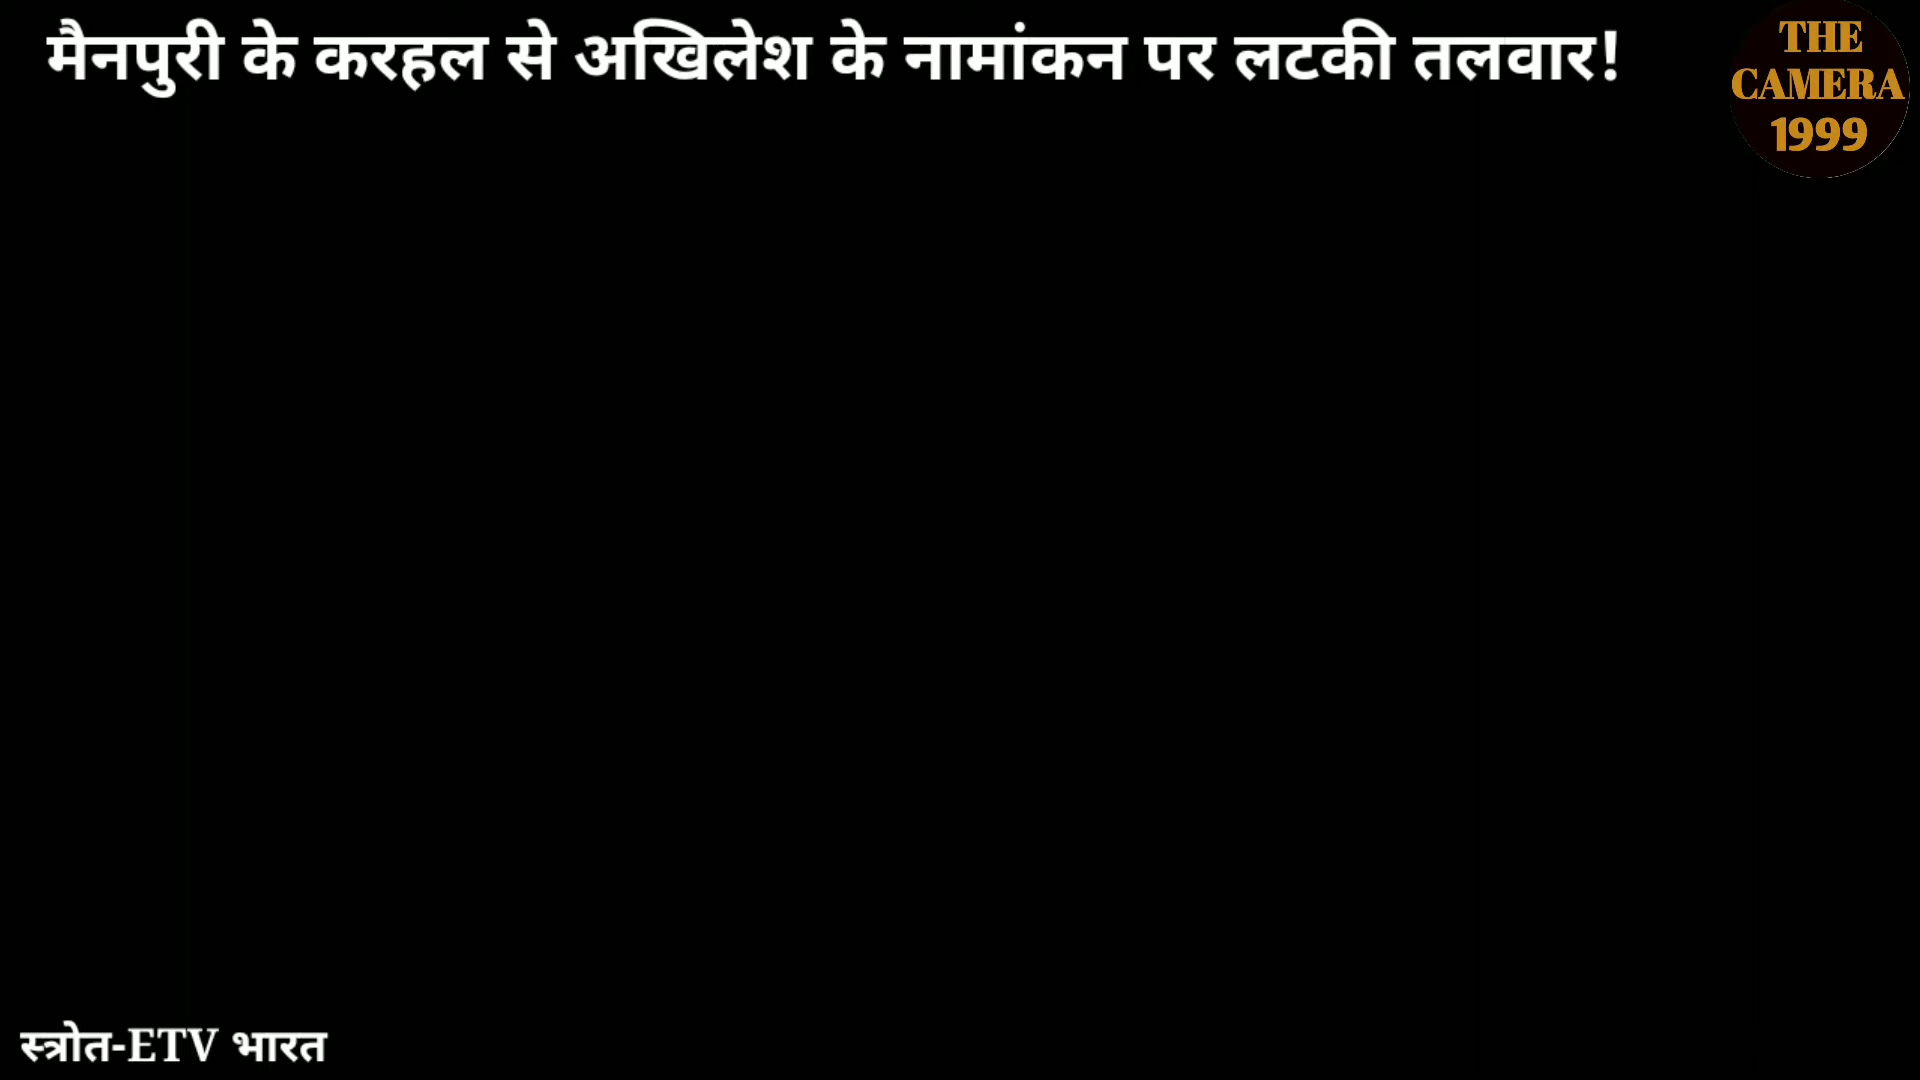 मैनपुरी के करहल से अखिलेश के नामांकन पर लटकी तलवार!
THE
CAMERA
1999
स्त्रोत-ETV भारत